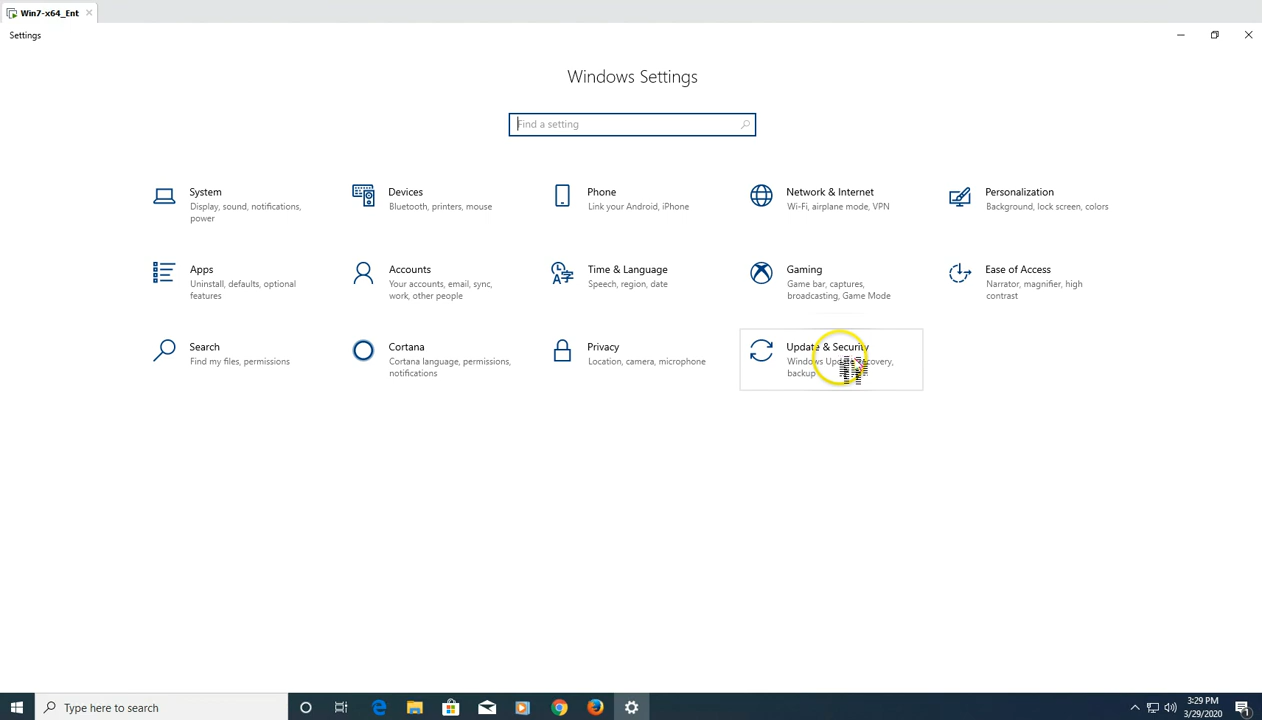 Win7-x64_Ent
Settings
Windows Settings
Find a setting
System
Display, sound, notifications,
power
Devices
Bluetooth, printers, mouse
Phone
Link your Android, iPhone
Network & Internet
Wi-Fi, airplane mode, VPN
Personalization
Background, lock screen, colors
Apps
Uninstall, defaults, optional
features
Accounts
Your accounts, email, sync,
work, other people
Time & Language
Speech, region, date
Gaming
Game bar, captures,
broadcasting, Game Mode
Ease of Access
Narrator, magnifier, high
contrast
Search
Find my files, permissions
Cortana
Cortana language, permissions,
notifications
Privacy
Location, camera, microphone
Update & Security
Windows
backup
Type here to search
3:29 PM
3/29/2020
1